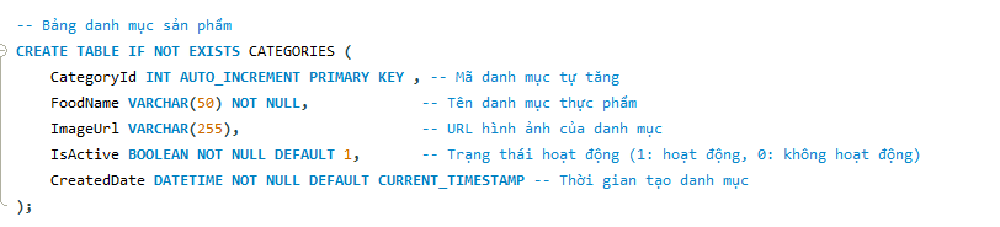 -- Bảng danh mục sản phẩm
CREATE TABLE IF NOT EXISTS CATEGORIES (
    CategoryId INT AUTO_INCREMENT PRIMARY KEY , -- Mã danh mục tự tăng
    FoodName VARCHAR(50) NOT NULL,             -- Tên danh mục thực phẩm
    ImageUrl VARCHAR(255),                     -- URL hình ảnh của danh mục
    IsActive BOOLEAN NOT NULL DEFAULT 1,       -- Trạng thái hoạt động (1: hoạt động, 0: không hoạt động)
    CreatedDate DATETIME NOT NULL DEFAULT CURRENT_TIMESTAMP -- Thời gian tạo danh mục
);